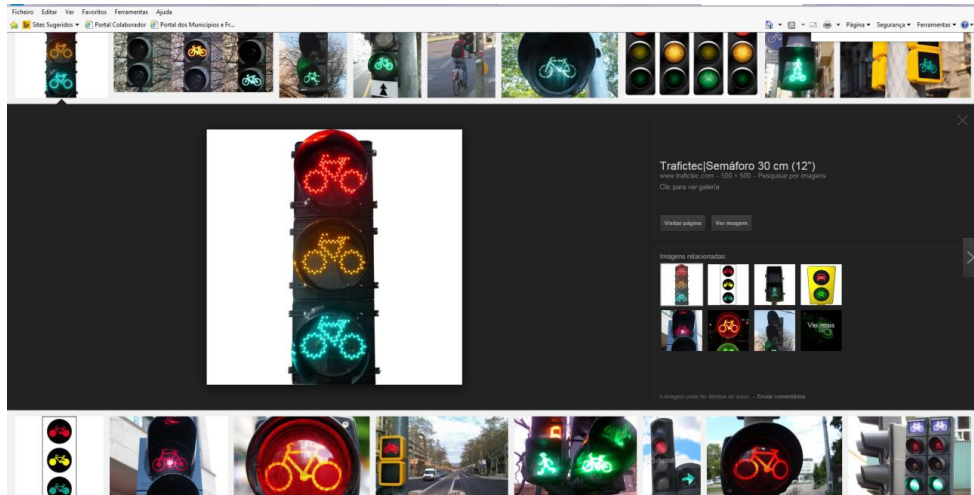 Ficheiro Editar Ver Favoritos Ferramentas Ajuda
Sites Sugeridos Portal Colaborador Portal dos Municípios e Fr...
Página Segurança Ferramentas
Trafictec|Semáforo 30 cm (12")
www.trafictec.com - 500 × 500 - Pesquisar por imagens
Clic para ver galería
Visitar página Ver imagem
Imagens relacionadas:
Ver mais
A imagem pode ter direitos de autor. - Enviar comentários